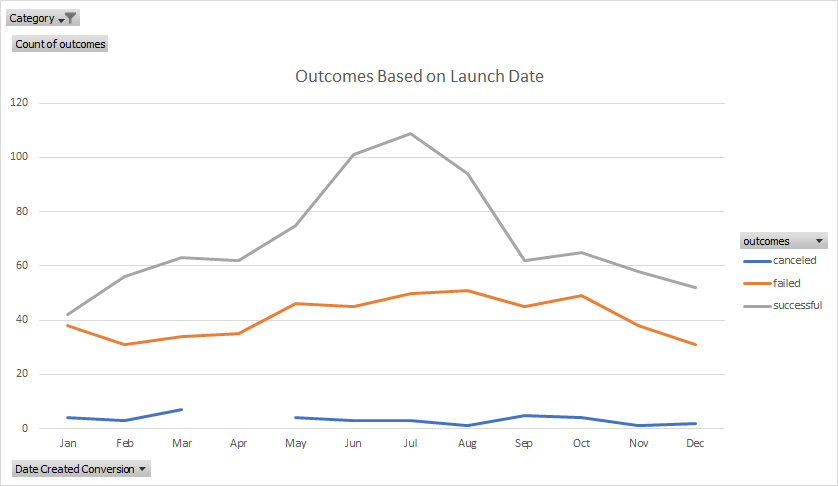 Category
Count of outcomes
Outcomes Based on Launch Date
120
100
80
60
40
20
0
Jan Feb Mar Apr May Jun Jul Aug Sep Oct Nov Dec
outcomes
canceled
failed
successful
Date Created Conversion